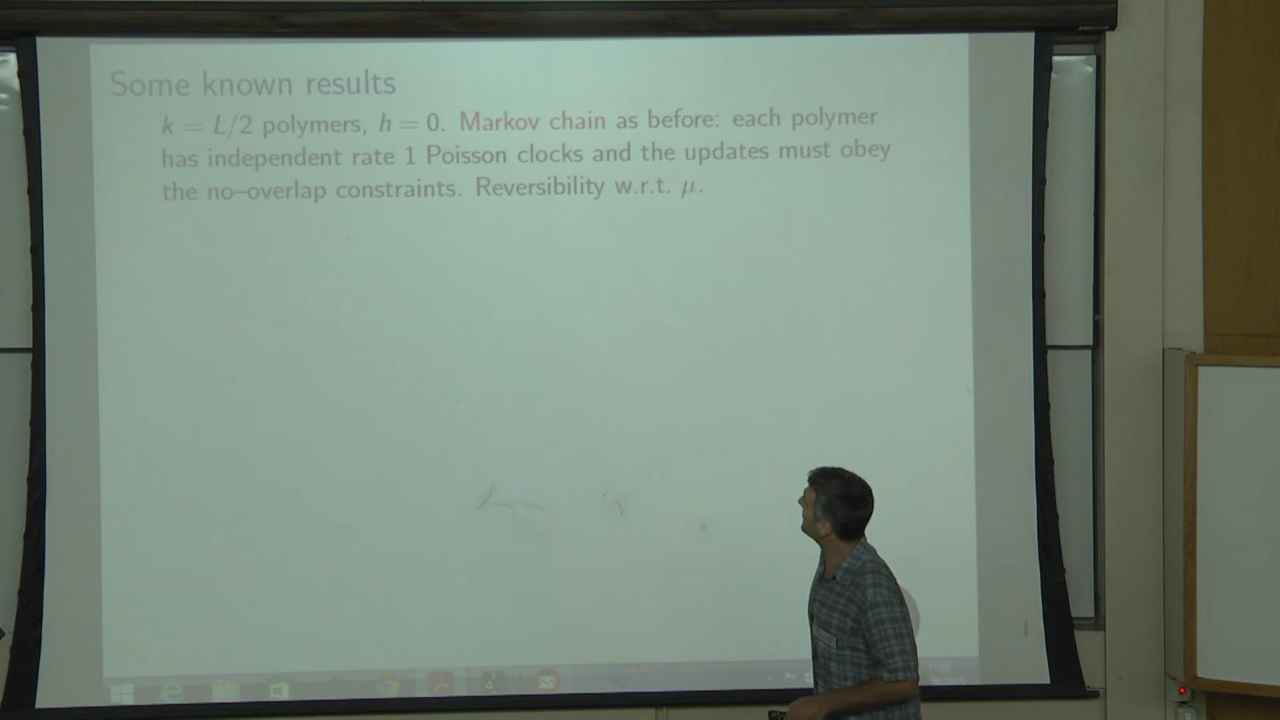 Some known results
k = L/2 polymers, h = 0. Markov chain as before: each polymer
has independent rate 1 Poisson clocks and the updates must obey
the no–overlap constraints. Reversibility w.r.t. μ.